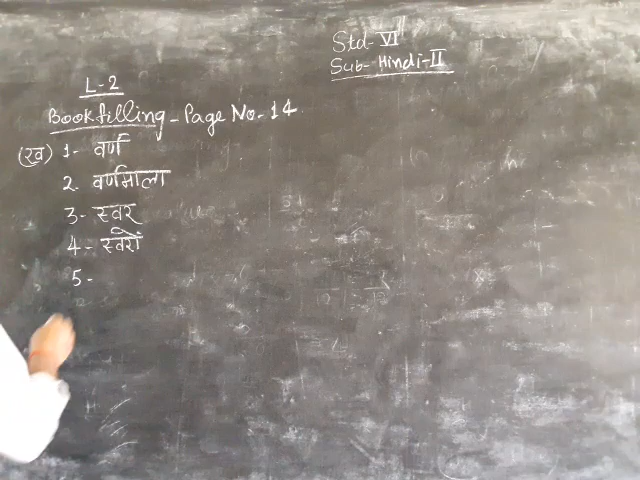 Std- VI
Sub- Hindi-II
L-2
Bookfilling - Page No-14
(ख) 1- वर्ण
2. वर्णमाला
3- स्वर
4- स्वरों
5-